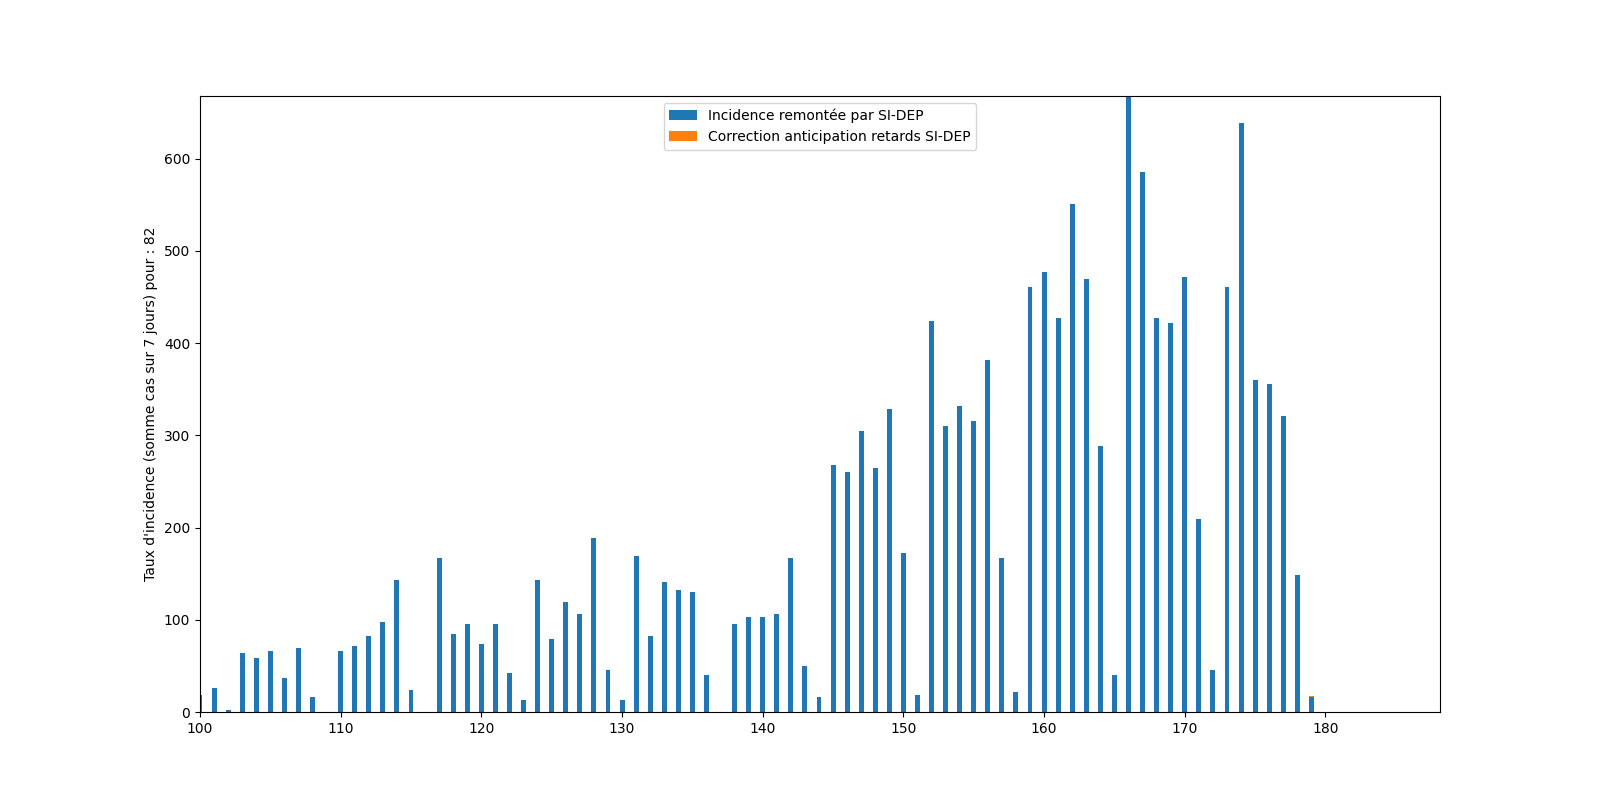 Incidence remontée par SI-DEP
Correction anticipation retards SI-DEP
Taux d'incidence (somme cas sur 7 jours) pour : 82
600
500
400
300
200
100
0
100 110 120 130 140 150 160 170 180